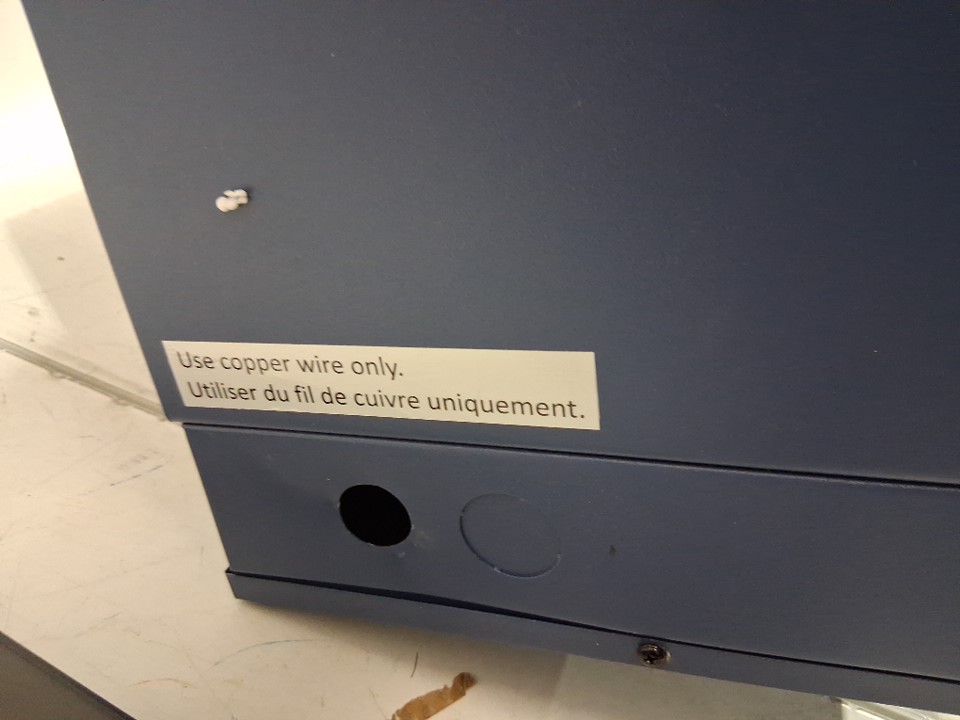 Use copper wire only.
Utiliser du fil de cuivre uniquement.